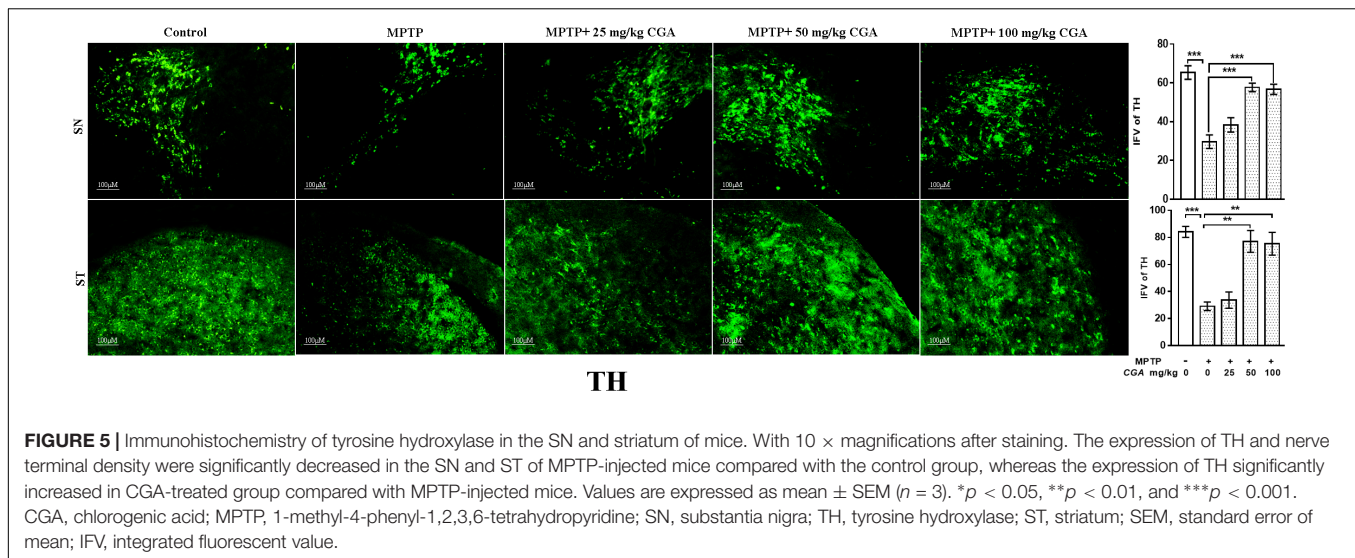 Control MPTP MPTP+ 25 mg/kg CGA MPTP+ 50 mg/kg CGA MPTP+ 100 mg/kg CGA
SN
100μM 100μM 100μM 100μM 100μM
ST
100μM 100μM 100μM 100μM 100μM
TH
IFV of TH
80
60
40
20
0
*** *** ***
IFV of TH
100
80
60
40
20
0
*** ** **
MPTP - + + + +
CGA mg/kg 0 0 25 50 100
FIGURE 5 | Immunohistochemistry of tyrosine hydroxylase in the SN and striatum of mice. With 10 × magnifications after staining. The expression of TH and nerve
terminal density were significantly decreased in the SN and ST of MPTP-injected mice compared with the control group, whereas the expression of TH significantly
increased in CGA-treated group compared with MPTP-injected mice. Values are expressed as mean ± SEM (n = 3). *p < 0.05, **p < 0.01, and ***p < 0.001.
CGA, chlorogenic acid; MPTP, 1-methyl-4-phenyl-1,2,3,6-tetrahydropyridine; SN, substantia nigra; TH, tyrosine hydroxylase; ST, striatum; SEM, standard error of
mean; IFV, integrated fluorescent value.